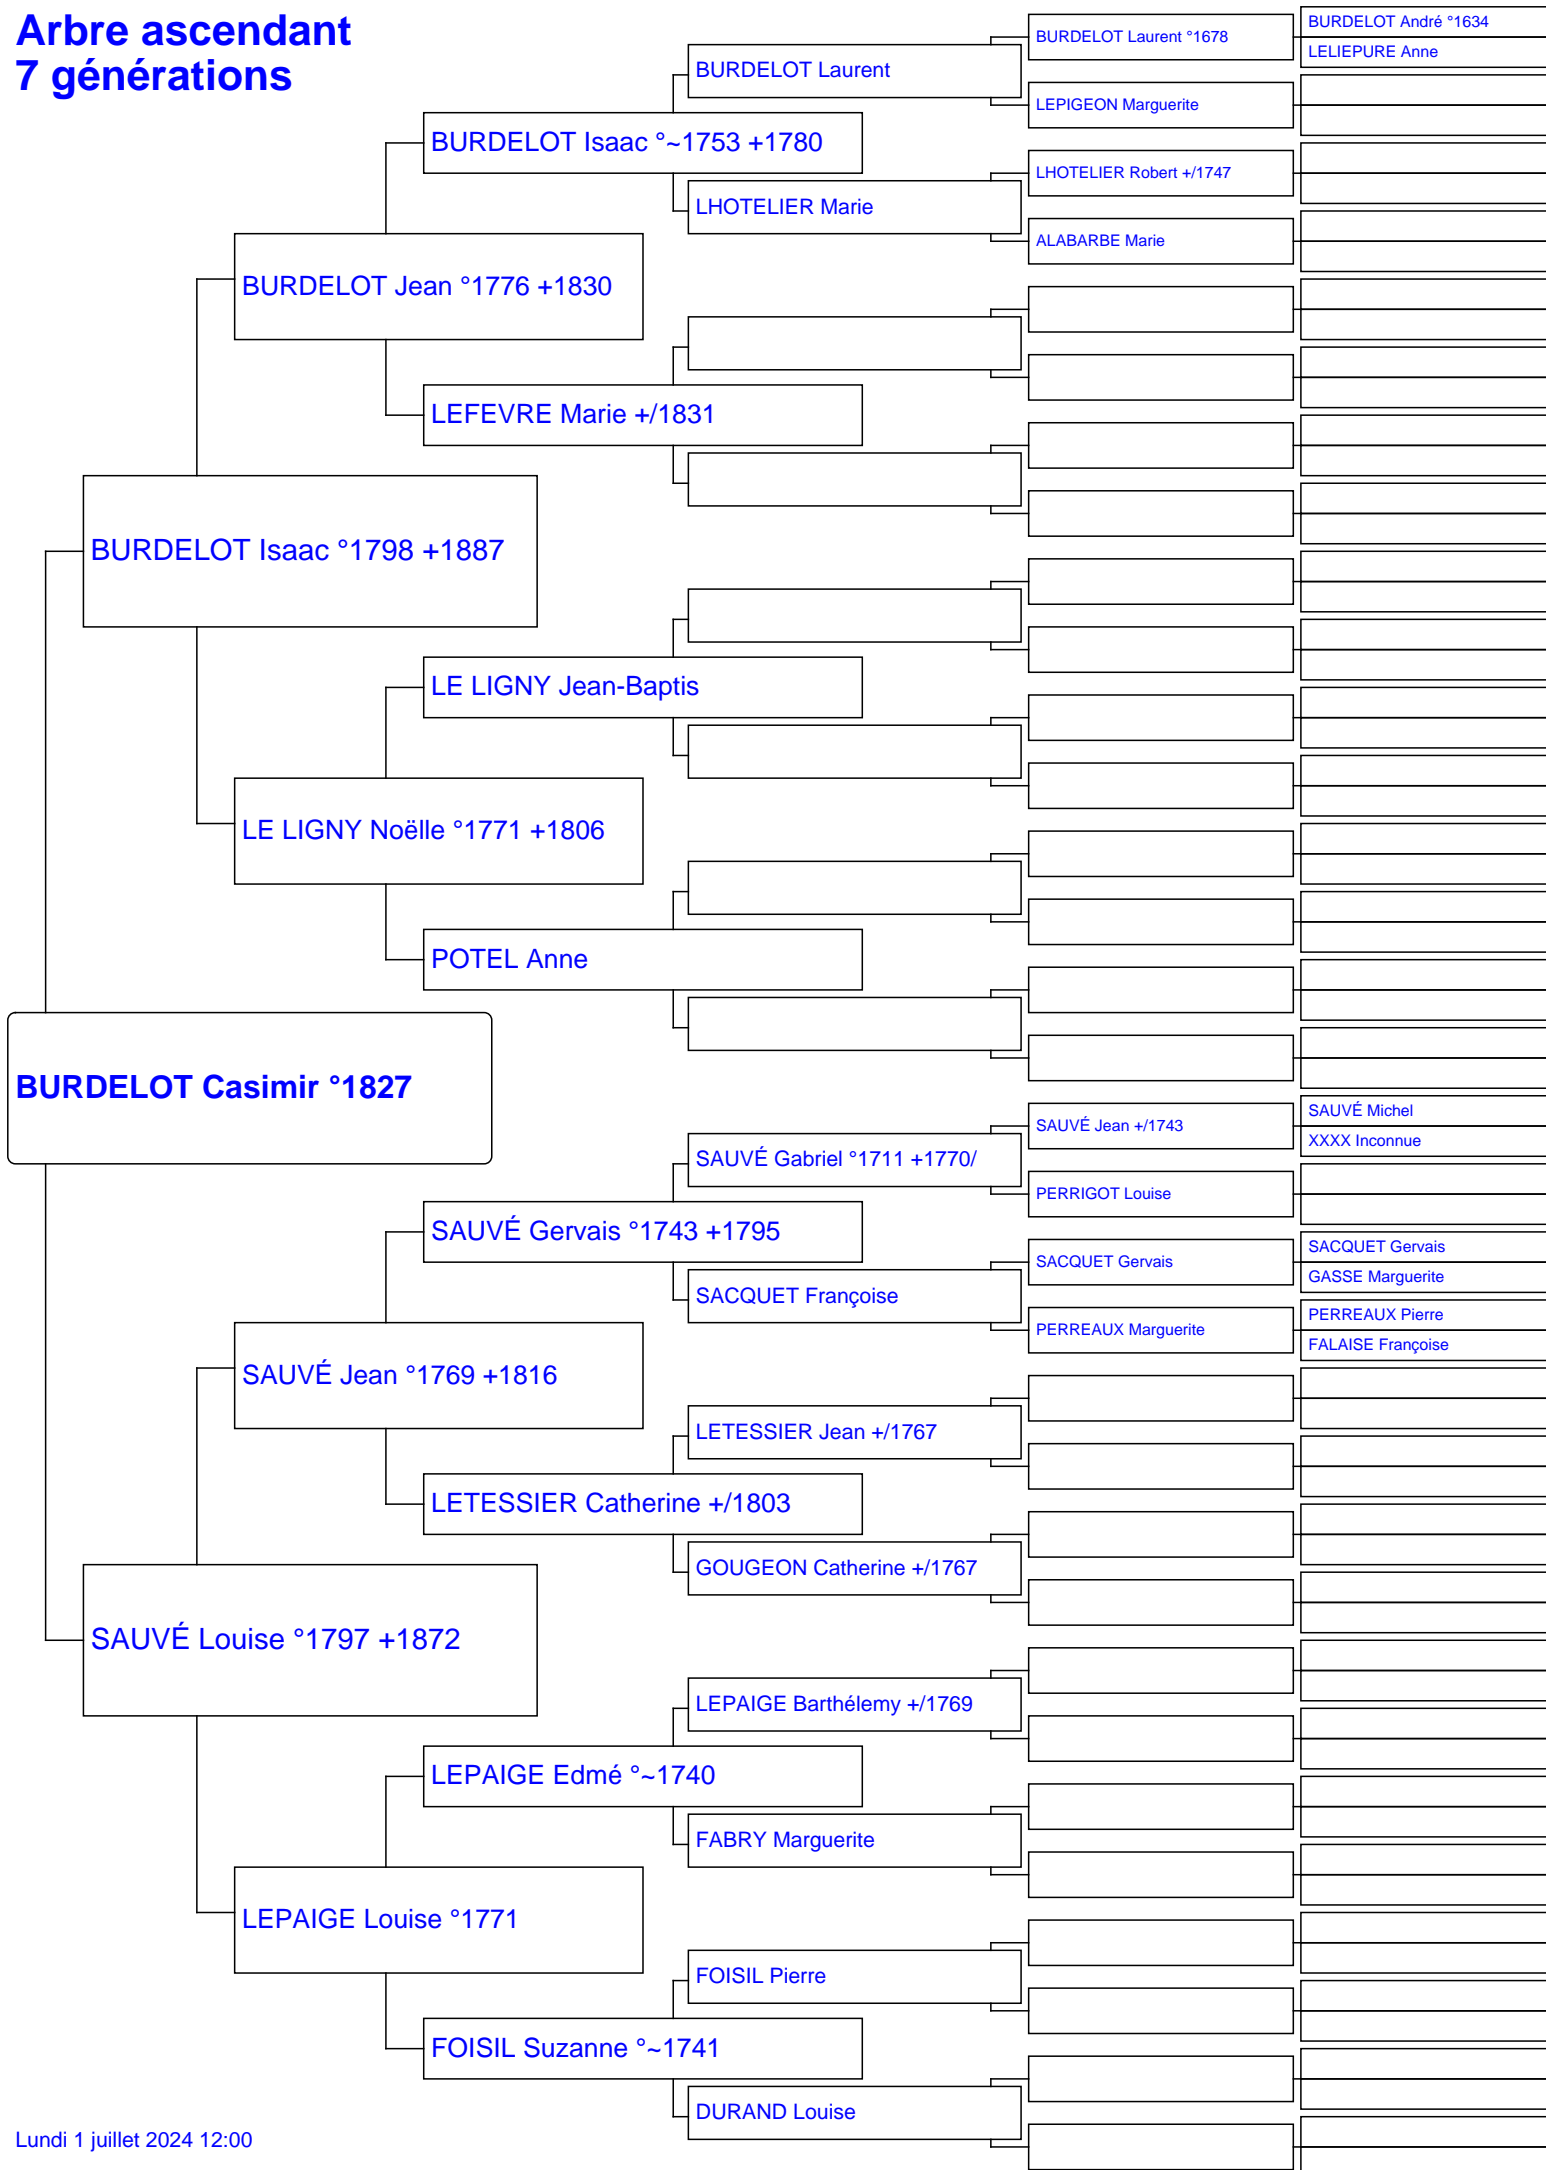 Arbre ascendant
7 générations
BURDELOT André °1634
BURDELOT Laurent °1678
LELIEPURE Anne
BURDELOT Laurent
LEPIGEON Marguerite
BURDELOT Isaac °~1753 +1780
LHOTELIER Robert +/1747
LHOTELIER Marie
ALABARBE Marie
BURDELOT Jean °1776 +1830
LEFEVRE Marie +/1831
BURDELOT Isaac °1798 +1887
LE LIGNY Jean-Baptis
LE LIGNY Noëlle °1771 +1806
POTEL Anne
BURDELOT Casimir °1827
SAUVÉ Michel
SAUVÉ Jean +/1743
XXXX Inconnue
SAUVÉ Gabriel °1711 +1770/
PERRIGOT Louise
SAUVÉ Gervais °1743 +1795
SACQUET Gervais
SACQUET Gervais
GASSE Marguerite
SACQUET Françoise
PERREAUX Pierre
PERREAUX Marguerite
FALAISE Françoise
SAUVÉ Jean °1769 +1816
LETESSIER Jean +/1767
LETESSIER Catherine +/1803
GOUGEON Catherine +/1767
SAUVÉ Louise °1797 +1872
LEPAIGE Barthélemy +/1769
LEPAIGE Edmé °~1740
FABRY Marguerite
LEPAIGE Louise °1771
FOISIL Pierre
FOISIL Suzanne °~1741
DURAND Louise
Lundi 1 juillet 2024 12:00